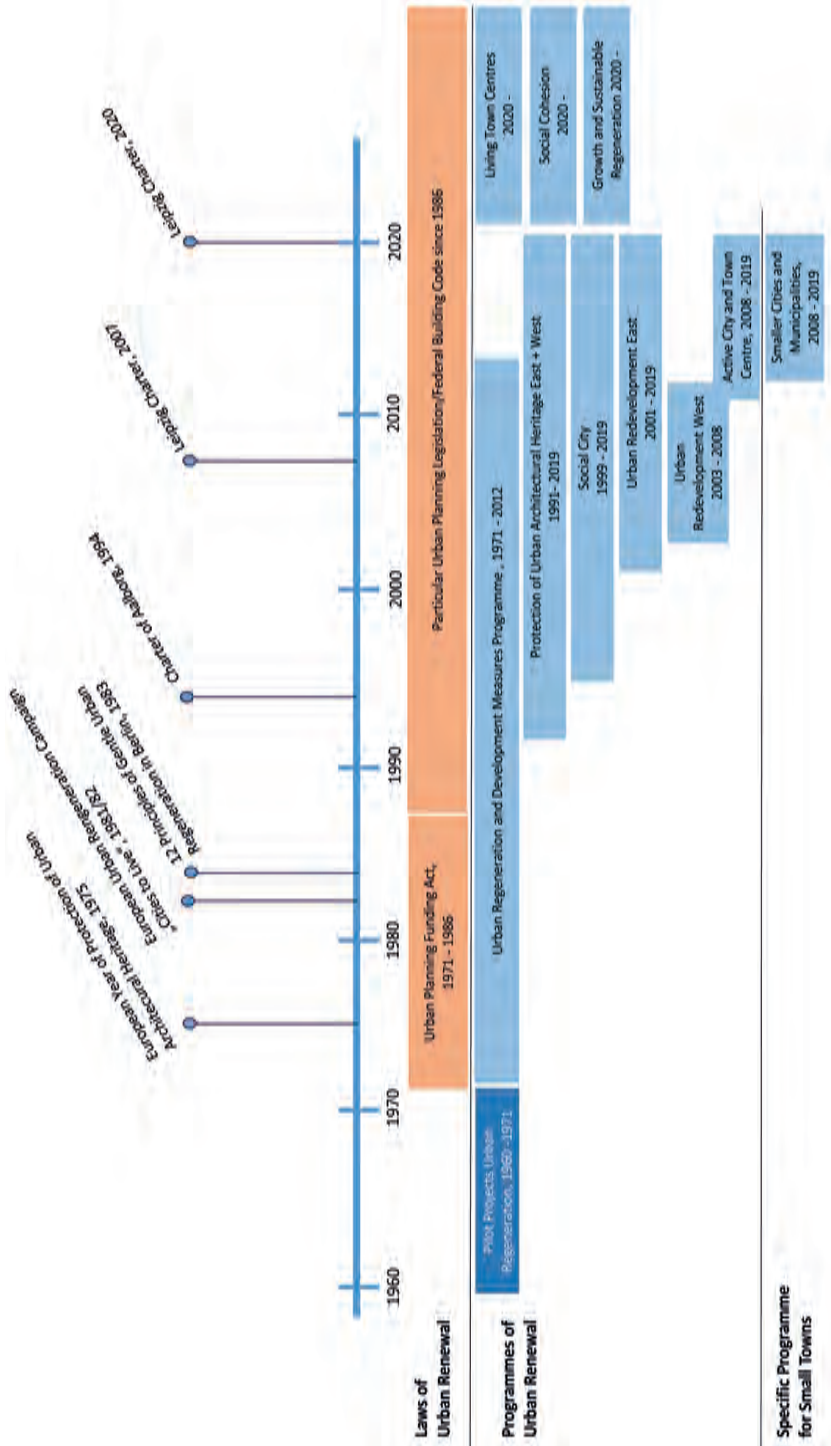 European Year of Protection of Urban
Architecural Heritage, 1975
European Urban Rengeneration Campaign
„Cities to Live“, 1981/82
12 Principles of Gentle Urban
Regeneration in Berlin, 1983
Charter of Aalborg, 1994
Leipzig Charter, 2007
Leipzig Charter, 2020
1960
1970
1980
1990
2000
2010
2020
Laws of
Urban Renewal
Urban Planning Funding Act,
1971 - 1986
Particular Urban Planning Legislation/Federal Building Code since 1986
Programmes of
Urban Renewal
Pilot Projects Urban
Regeneration, 1960 -1971
Urban Regeneration and Development Measures Programme , 1971 - 2012
Living Town Centres
2020 -
Protection of Urban Architectural Heritage East + West
1991- 2019
Social Cohesion
2020 -
Social City
1999 - 2019
Growth and Sustainable
Regeneration 2020 -
Urban Redevelopment East
2001 - 2019
Urban
Redevelopment West
2003 - 2008
Active City and Town
Centre, 2008 - 2019
Specific Programme
for Small Towns
Smaller Cities and
Municipalities,
2008 - 2019